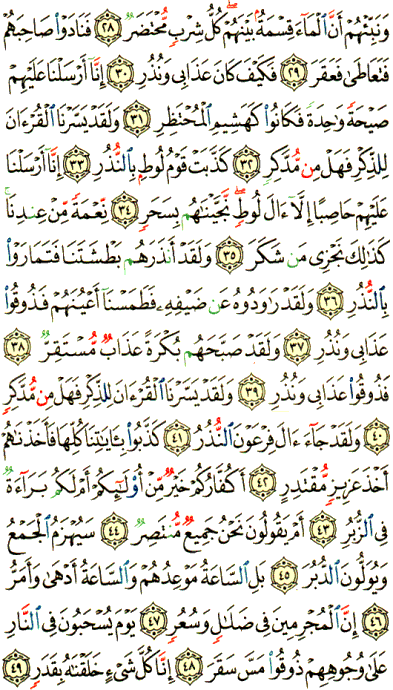 وَنَبِّئْهُمْ أَنَّ ٱلْمَآءَ قِسْمَةٌۢ بَيْنَهُمْ ۖ كُلُّ شِرْبٍ مُّحْتَضَرٌ ﴿٢٨﴾ فَنَادَوْا۟ صَاحِبَهُمْ
فَتَعَاطَىٰ فَعَقَرَ ﴿٢٩﴾ فَكَيْفَ كَانَ عَذَابِى وَنُذُرِ ﴿٣٠﴾ إِنَّآ أَرْسَلْنَا عَلَيْهِمْ
صَيْحَةً وَٰحِدَةً فَكَانُوا۟ كَهَشِيمِ ٱلْمُحْتَظِرِ ﴿٣١﴾ وَلَقَدْ يَسَّرْنَا ٱلْقُرْءَانَ
لِلذِّكْرِ فَهَلْ مِن مُّدَّكِرٍ ﴿٣٢﴾ كَذَّبَتْ قَوْمُ لُوطٍۭ بِٱلنُّذُرِ ﴿٣٣﴾ إِنَّآ أَرْسَلْنَا
عَلَيْهِمْ حَاصِبًا إِلَّآ ءَالَ لُوطٍ ۖ نَّجَّيْنَٰهُم بِسَحَرٍ ﴿٣٤﴾ نِّعْمَةً مِّنْ عِندِنَا ۚ
كَذَٰلِكَ نَجْزِى مَن شَكَرَ ﴿٣٥﴾ وَلَقَدْ أَنذَرَهُم بَطْشَتَنَا فَتَمَارَوْا۟
بِٱلنُّذُرِ ﴿٣٦﴾ وَلَقَدْ رَٰوَدُوهُ عَن ضَيْفِهِۦ فَطَمَسْنَآ أَعْيُنَهُمْ فَذُوقُوا۟
عَذَابِى وَنُذُرِ ﴿٣٧﴾ وَلَقَدْ صَبَّحَهُم بُكْرَةً عَذَابٌ مُّسْتَقِرٌّ ﴿٣٨﴾
فَذُوقُوا۟ عَذَابِى وَنُذُرِ ﴿٣٩﴾ وَلَقَدْ يَسَّرْنَا ٱلْقُرْءَانَ لِلذِّكْرِ فَهَلْ مِن مُّدَّكِرٍ
﴿٤٠﴾ وَلَقَدْ جَآءَ ءَالَ فِرْعَوْنَ ٱلنُّذُرُ ﴿٤١﴾ كَذَّبُوا۟ بِـَٔايَٰتِنَا كُلِّهَا فَأَخَذْنَٰهُمْ
أَخْذَ عَزِيزٍ مُّقْتَدِرٍ ﴿٤٢﴾ أَكُفَّارُكُمْ خَيْرٌ مِّنْ أُو۟لَٰٓئِكُمْ أَمْ لَكُم بَرَآءَةٌ
فِى ٱلزُّبُرِ ﴿٤٣﴾ أَمْ يَقُولُونَ نَحْنُ جَمِيعٌ مُّنتَصِرٌ ﴿٤٤﴾ سَيُهْزَمُ ٱلْجَمْعُ
وَيُوَلُّونَ ٱلدُّبُرَ ﴿٤٥﴾ بَلِ ٱلسَّاعَةُ مَوْعِدُهُمْ وَٱلسَّاعَةُ أَدْهَىٰ وَأَمَرُّ
﴿٤٦﴾ إِنَّ ٱلْمُجْرِمِينَ فِى ضَلَٰلٍ وَسُعُرٍ ﴿٤٧﴾ يَوْمَ يُسْحَبُونَ فِى ٱلنَّارِ
عَلَىٰ وُجُوهِهِمْ ذُوقُوا۟ مَسَّ سَقَرَ ﴿٤٨﴾ إِنَّا كُلَّ شَىْءٍ خَلَقْنَٰهُ بِقَدَرٍ ﴿٤٩﴾